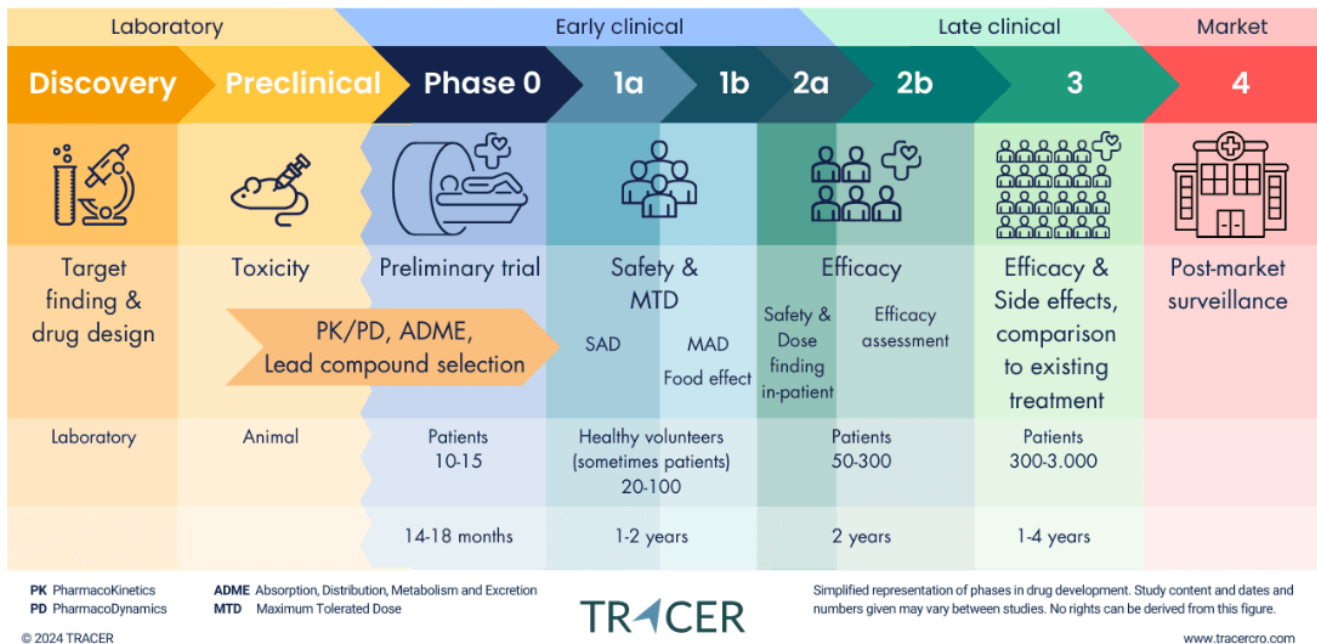 Laboratory
Early clinical
Late clinical
Market
Discovery
Preclinical
Phase 0
1a
1b
2a
2b
3
4
Target
finding &
drug design
Toxicity
Preliminary trial
PK/PD, ADME,
Lead compound selection
Safety &
MTD
SAD
MAD
Food effect
Efficacy
Safety &
Dose
finding
in-patient
Efficacy
assessment
Efficacy &
Side effects,
comparison
to existing
treatment
Post-market
surveillance
Laboratory
Animal
Patients
10-15
Healthy volunteers
(sometimes patients)
20-100
Patients
50-300
Patients
300-3.000
14-18 months
1-2 years
2 years
1-4 years
PK PharmacoKinetics
PD PharmacoDynamics
ADME Absorption, Distribution, Metabolism and Excretion
MTD Maximum Tolerated Dose
TRACER
Simplified representation of phases in drug development. Study content and dates and
numbers given may vary between studies. No rights can be derived from this figure.
© 2024 TRACER
www.tracercro.com